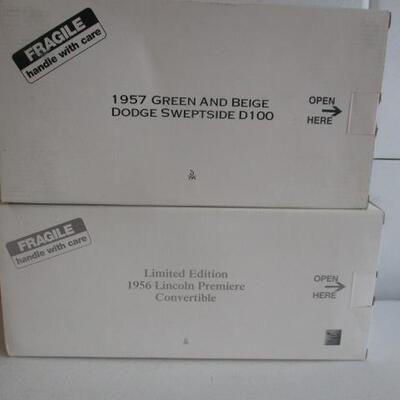 FRAGILE
handle with care
1957 GREEN AND BEIGE
DODGE SWEPTSIDE D100
OPEN
HERE
FRAGILE
handle with care
Limited Edition
1956 Lincoln Premiere
Convertible
OPEN
HERE